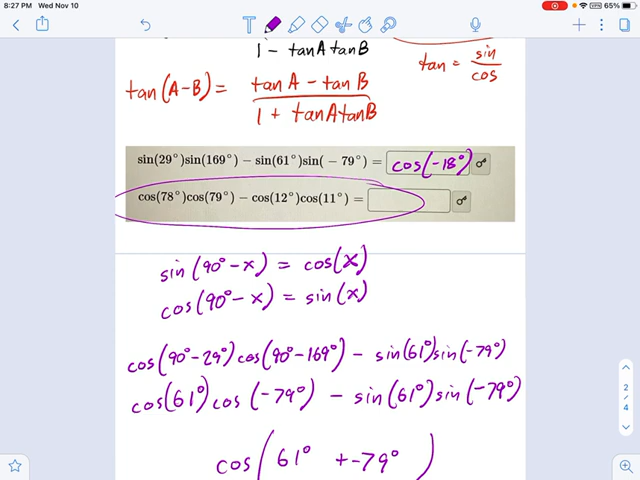 8:27 PM Wed Nov 10
65%
1 - tanA tanB
tan = sin/cos
tan(A-B) = (tanA - tanB)/(1 + tanA tanB)
sin(29°)sin(169°) − sin(61°)sin( − 79°) = cos(-18°)
cos(78°)cos(79°) − cos(12°)cos(11°) =
sin(90°-x) = cos(x)
cos(90°-x) = sin(x)
cos(90°-29°)cos(90°-169°) - sin(61°)sin(-79°)
cos(61°)cos(-79°) - sin(61°)sin(-79°)
cos(61° + -79°)
2
/
4